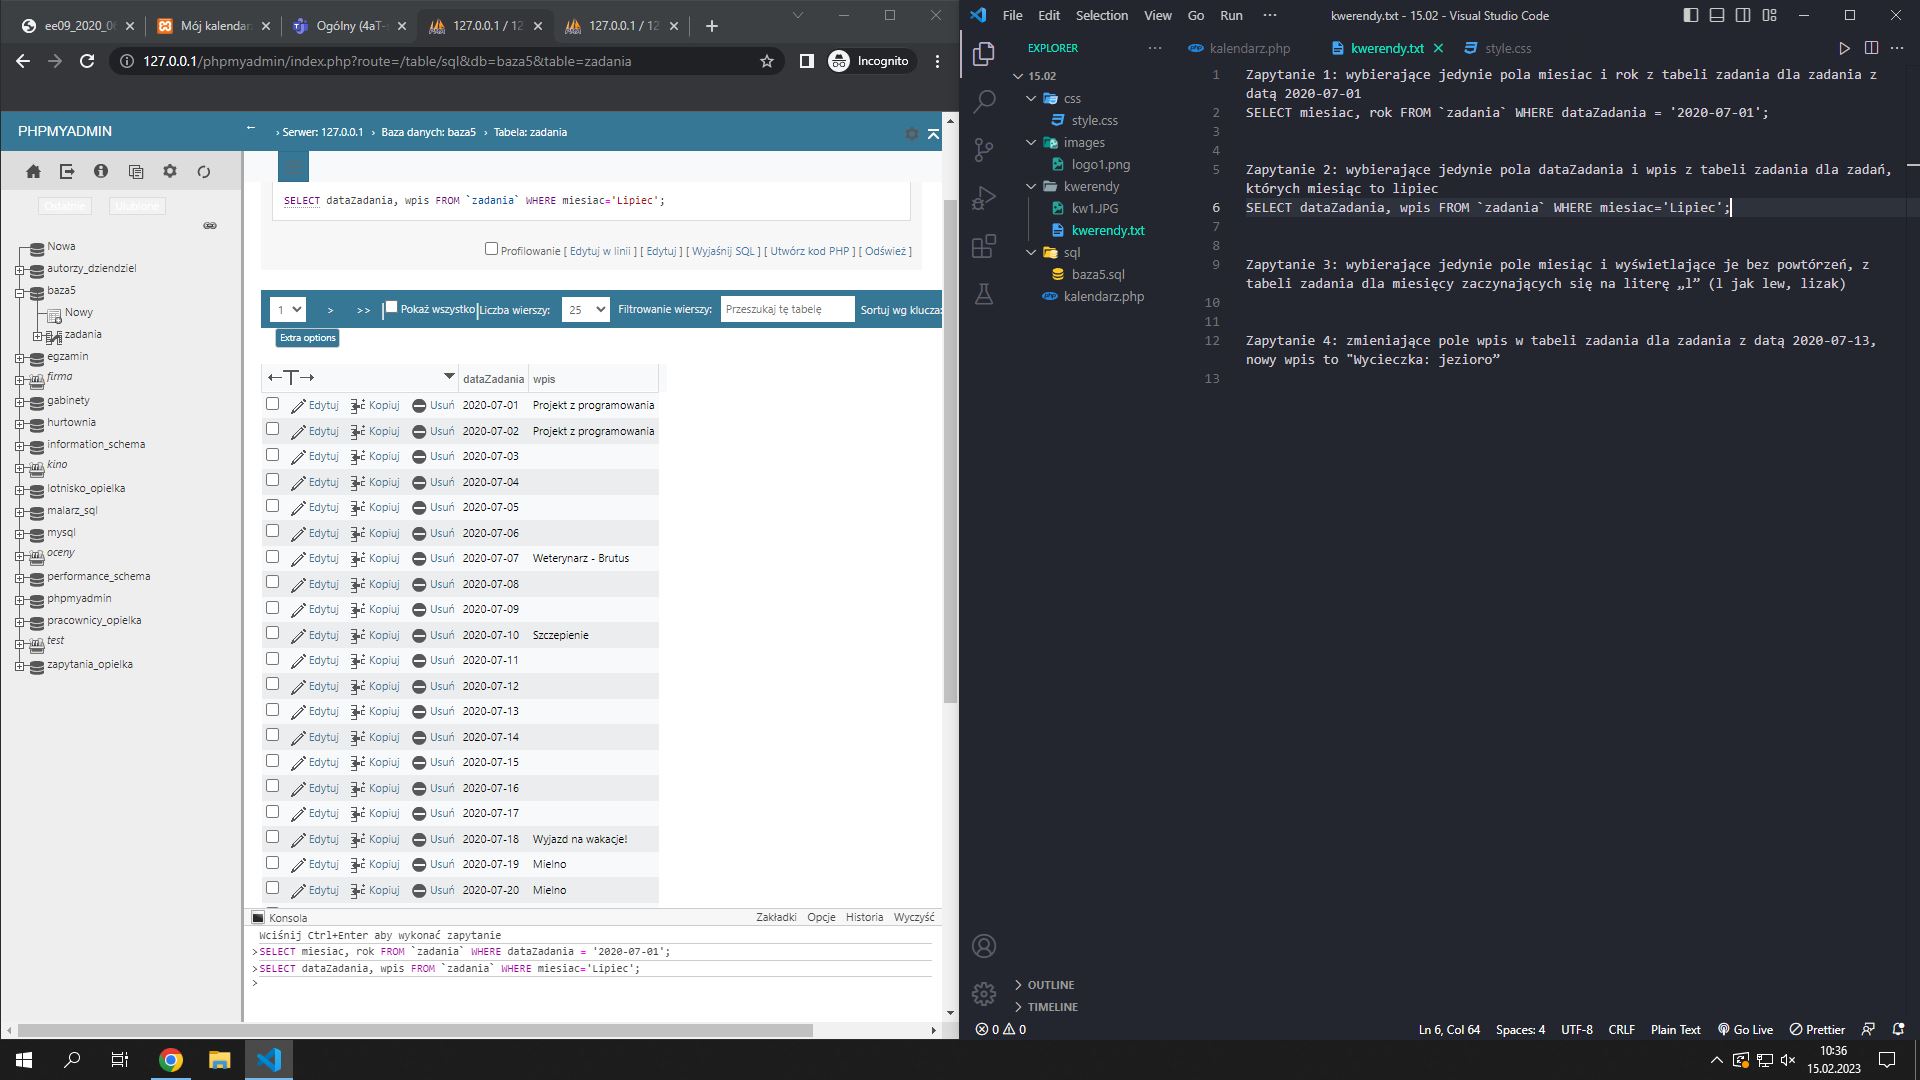 ee09_2020_0
Mój kalendar
Ogólny (4aT-
127.0.0.1 / 12
127.0.0.1 / 12
127.0.0.1/phpmyadmin/index.php?route=/table/sql&db=baza5&table=zadania
Incognito
PHPMYADMIN
← › Serwer: 127.0.0.1 › Baza danych: baza5 › Tabela: zadania
Ostatnie Ulubione
Nowa
autorzy_dziendziel
baza5
Nowy
zadania
egzamin
firma
gabinety
hurtownia
information_schema
kino
lotnisko_opielka
malarz_sql
mysql
oceny
performance_schema
phpmyadmin
pracownicy_opielka
test
zapytania_opielka
SELECT dataZadania, wpis FROM `zadania` WHERE miesiac='Lipiec';
Profilowanie [ Edytuj w linii ] [ Edytuj ] [ Wyjaśnij SQL ] [ Utwórz kod PHP ] [ Odśwież ]
1 > >> | Pokaż wszystko | Liczba wierszy: 25 Filtrowanie wierszy: Przeszukaj tę tabelę Sortuj wg klucza:
Extra options
←T→ dataZadania wpis
Edytuj Kopiuj Usuń 2020-07-01 Projekt z programowania
Edytuj Kopiuj Usuń 2020-07-02 Projekt z programowania
Edytuj Kopiuj Usuń 2020-07-03
Edytuj Kopiuj Usuń 2020-07-04
Edytuj Kopiuj Usuń 2020-07-05
Edytuj Kopiuj Usuń 2020-07-06
Edytuj Kopiuj Usuń 2020-07-07 Weterynarz - Brutus
Edytuj Kopiuj Usuń 2020-07-08
Edytuj Kopiuj Usuń 2020-07-09
Edytuj Kopiuj Usuń 2020-07-10 Szczepienie
Edytuj Kopiuj Usuń 2020-07-11
Edytuj Kopiuj Usuń 2020-07-12
Edytuj Kopiuj Usuń 2020-07-13
Edytuj Kopiuj Usuń 2020-07-14
Edytuj Kopiuj Usuń 2020-07-15
Edytuj Kopiuj Usuń 2020-07-16
Edytuj Kopiuj Usuń 2020-07-17
Edytuj Kopiuj Usuń 2020-07-18 Wyjazd na wakacje!
Edytuj Kopiuj Usuń 2020-07-19 Mielno
Edytuj Kopiuj Usuń 2020-07-20 Mielno
Konsola Zakładki Opcje Historia Wyczyść
Wciśnij Ctrl+Enter aby wykonać zapytanie
>SELECT miesiac, rok FROM `zadania` WHERE dataZadania = '2020-07-01';
>SELECT dataZadania, wpis FROM `zadania` WHERE miesiac='Lipiec';
>
File Edit Selection View Go Run ··· kwerendy.txt - 15.02 - Visual Studio Code
EXPLORER ···
15.02
css
style.css
images
logo1.png
kwerendy
kw1.JPG
kwerendy.txt
sql
baza5.sql
kalendarz.php
OUTLINE
TIMELINE
kalendarz.php kwerendy.txt style.css
1 Zapytanie 1: wybierające jedynie pola miesiac i rok z tabeli zadania dla zadania z
datą 2020-07-01
2 SELECT miesiac, rok FROM `zadania` WHERE dataZadania = '2020-07-01';
3
4
5 Zapytanie 2: wybierające jedynie pola dataZadania i wpis z tabeli zadania dla zadań,
których miesiąc to lipiec
6 SELECT dataZadania, wpis FROM `zadania` WHERE miesiac='Lipiec';
7
8
9 Zapytanie 3: wybierające jedynie pole miesiąc i wyświetlające je bez powtórzeń, z
tabeli zadania dla miesięcy zaczynających się na literę „l” (l jak lew, lizak)
10
11
12 Zapytanie 4: zmieniające pole wpis w tabeli zadania dla zadania z datą 2020-07-13,
nowy wpis to "Wycieczka: jezioro”
13
0 0 Ln 6, Col 64 Spaces: 4 UTF-8 CRLF Plain Text Go Live Prettier
10:36
15.02.2023